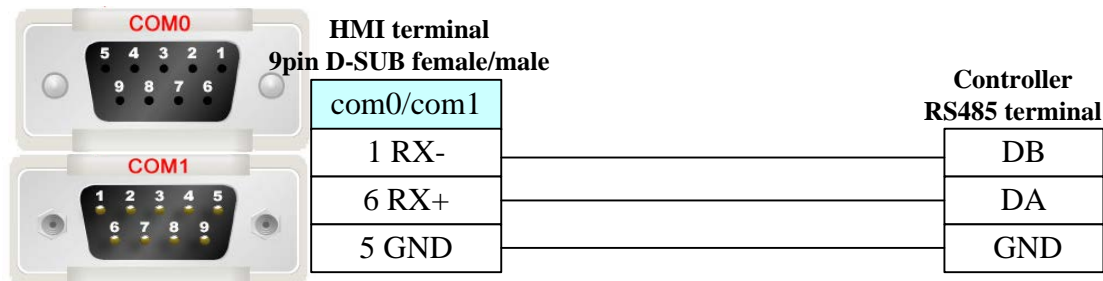 COM0
5 4 3 2 1
9 8 7 6
COM1
1 2 3 4 5
6 7 8 9
HMI terminal
9pin D-SUB female/male
com0/com1
1 RX-
6 RX+
5 GND
Controller
RS485 terminal
DB
DA
GND